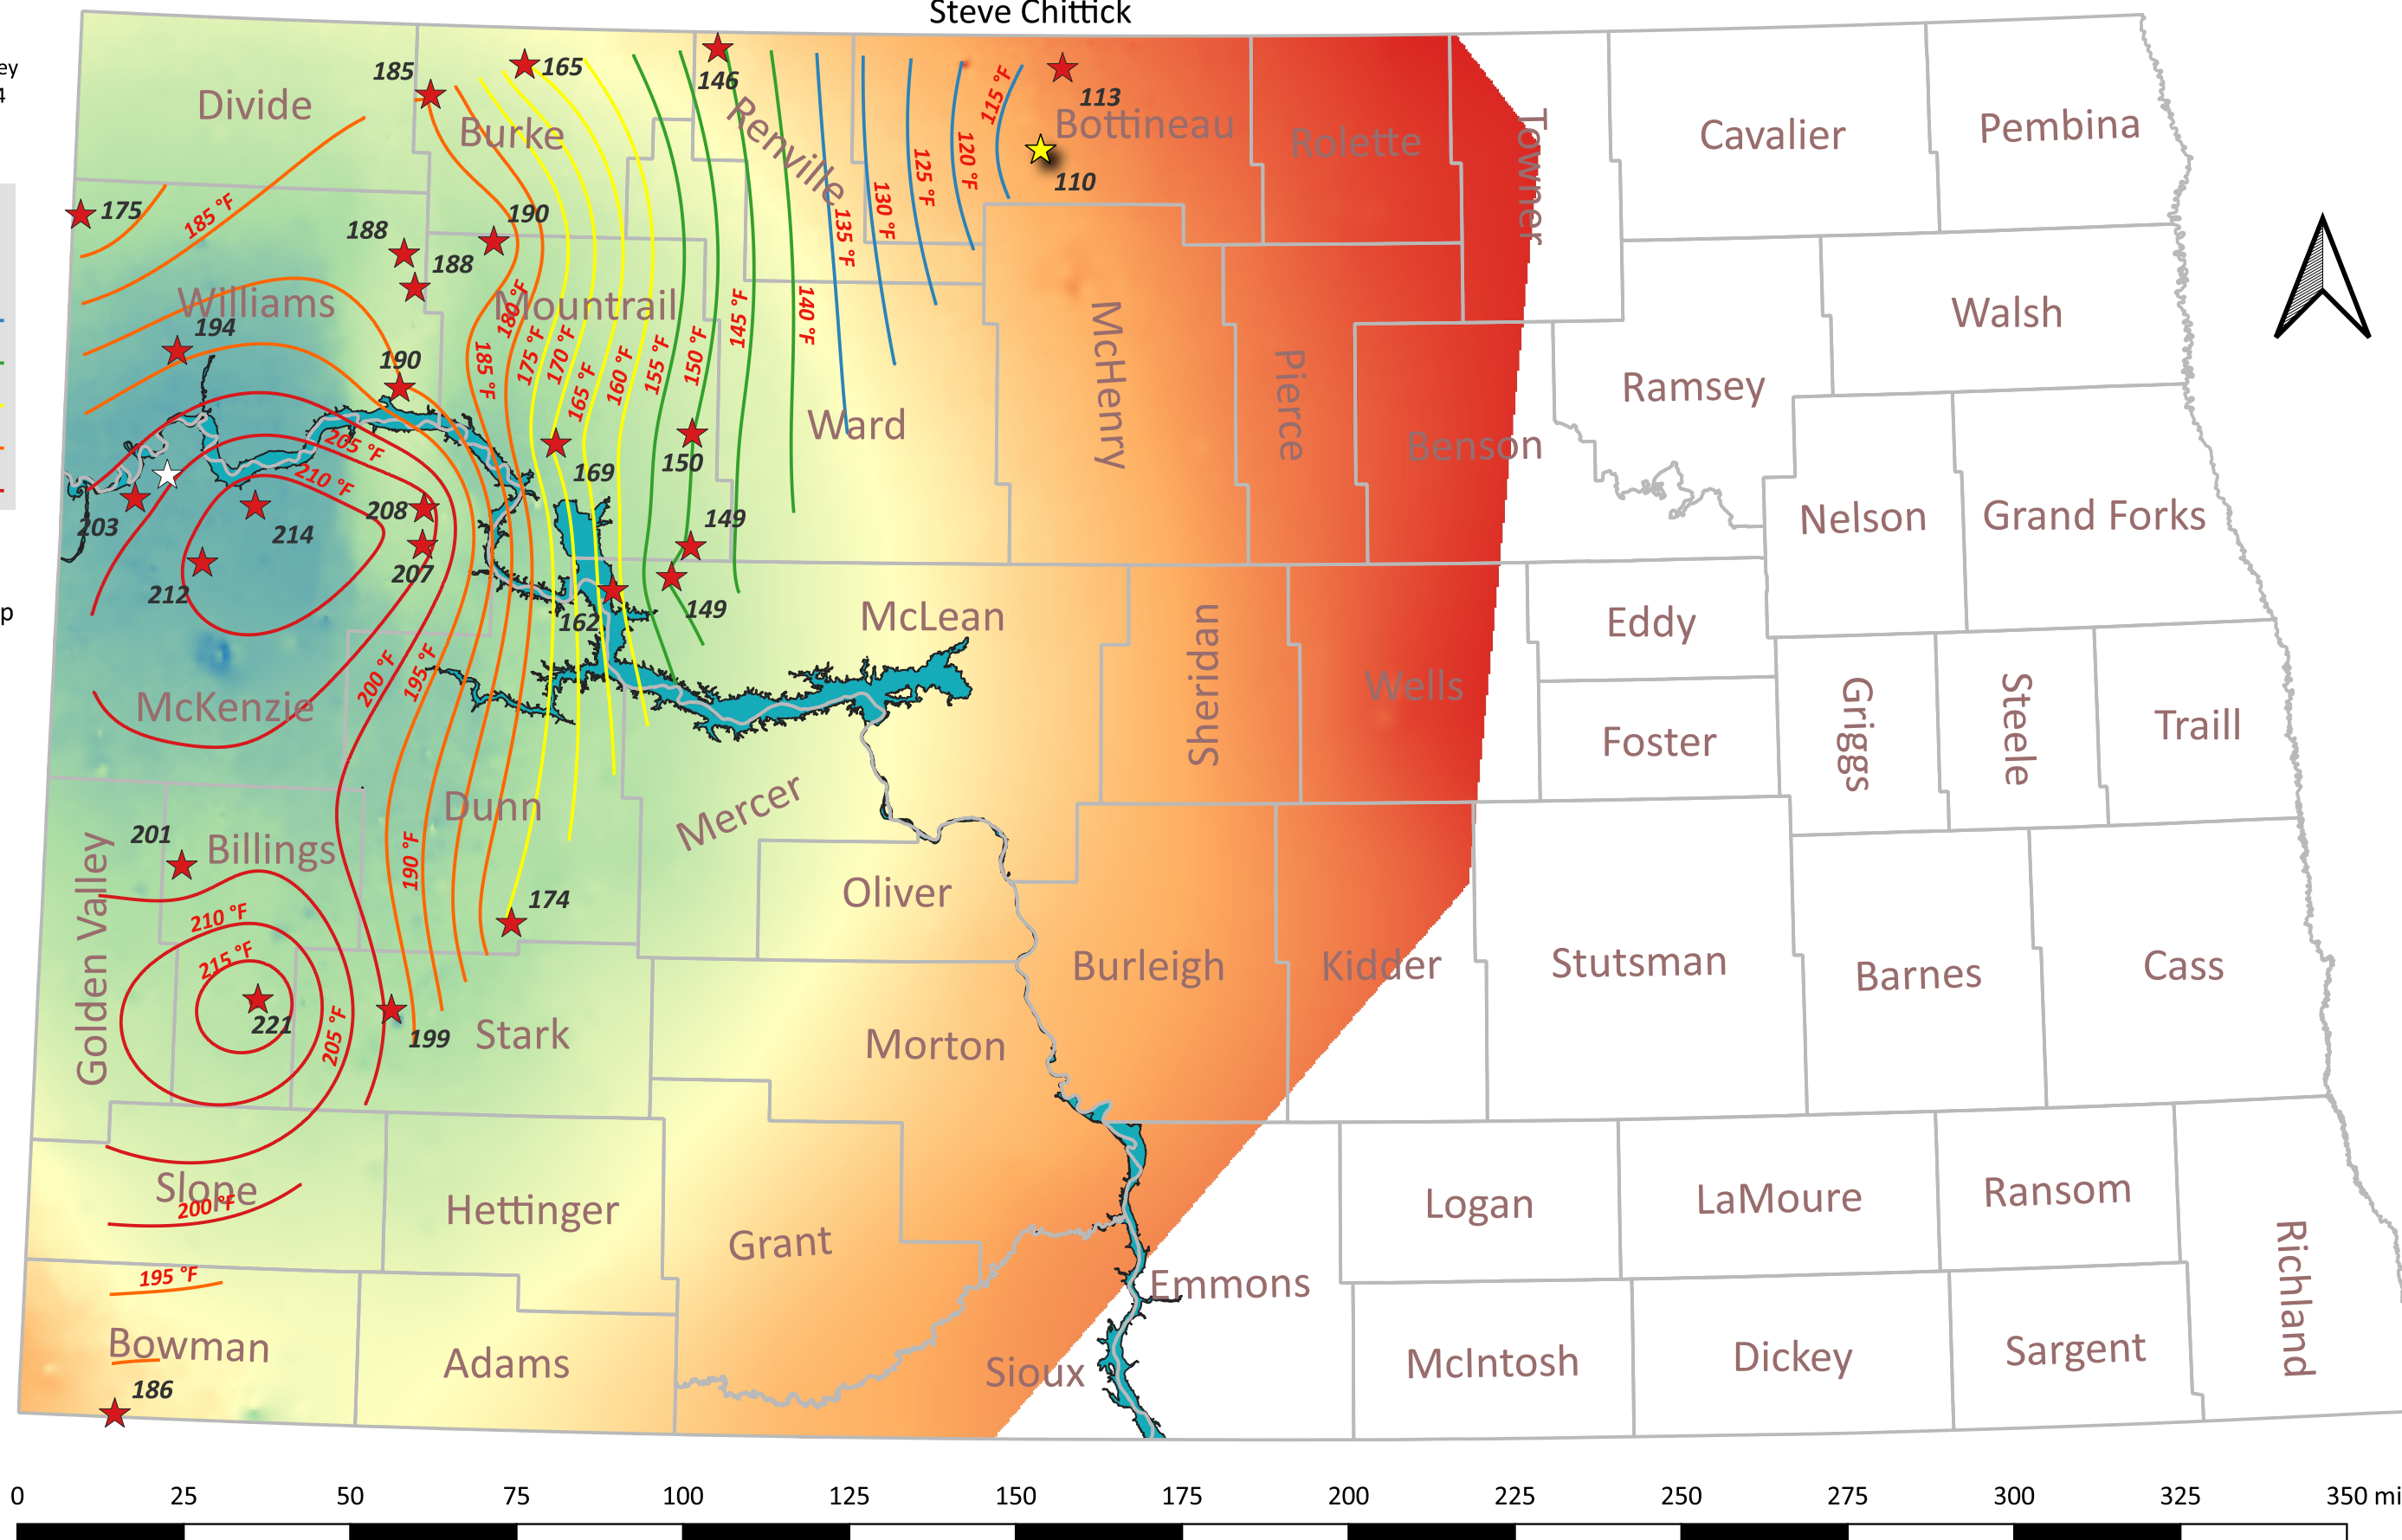 Steve Chittick
ey
4
p
Divide
Burke
Renville
Bottineau
Rolette
Towner
Cavalier
Pembina
Williams
Mountrail
Ward
McHenry
Pierce
Benson
Ramsey
Walsh
Nelson
Grand Forks
McKenzie
McLean
Sheridan
Wells
Eddy
Foster
Griggs
Steele
Traill
Golden Valley
Billings
Dunn
Mercer
Oliver
Burleigh
Kidder
Stutsman
Barnes
Cass
Stark
Morton
Slope
Hettinger
Grant
Emmons
Logan
LaMoure
Ransom
Richland
Bowman
Adams
Sioux
McIntosh
Dickey
Sargent
185
165
146
113
110
175
188
188
190
194
190
169
150
149
149
162
203
214
208
207
212
201
174
221
199
186
185 °F
115 °F
120 °F
125 °F
130 °F
135 °F
140 °F
145 °F
150 °F
155 °F
160 °F
165 °F
170 °F
175 °F
180 °F
185 °F
205 °F
210 °F
200 °F
195 °F
190 °F
210 °F
215 °F
205 °F
200 °F
195 °F
0 25 50 75 100 125 150 175 200 225 250 275 300 325 350 mi